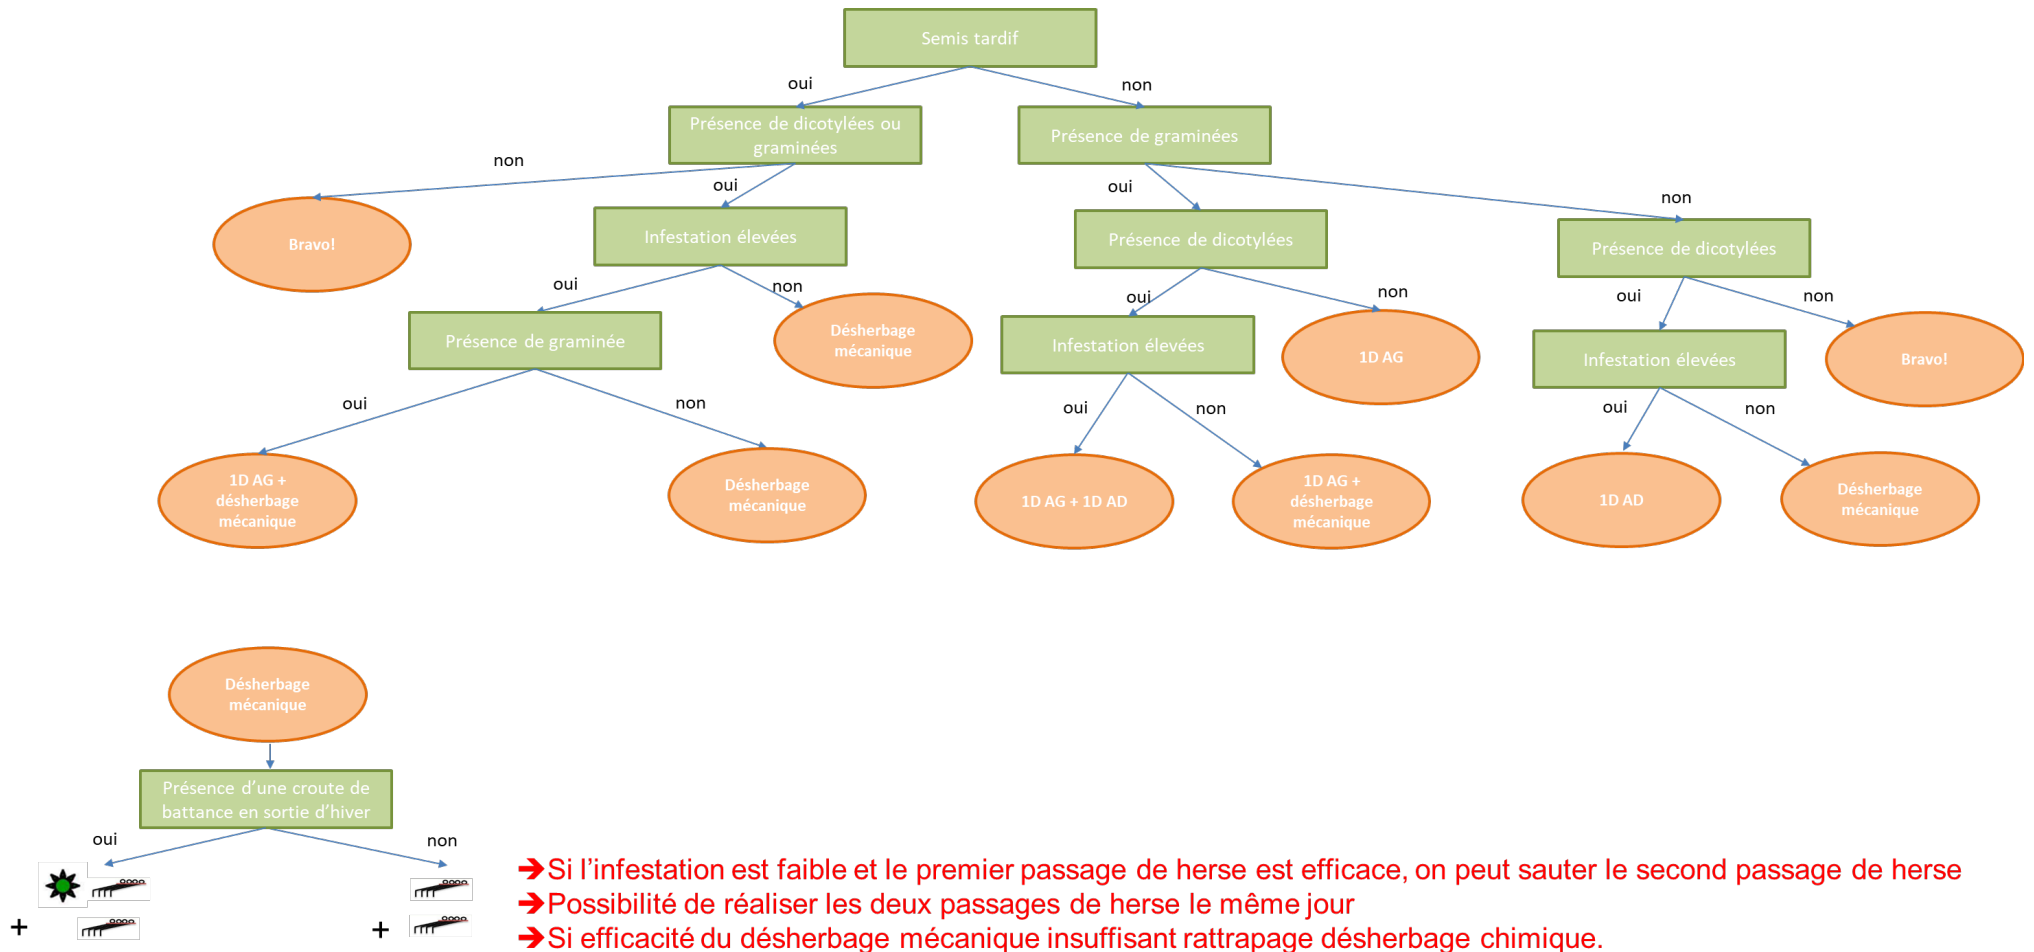 Semis tardif
oui
non
Présence de dicotylées ou
graminées
Présence de graminées
non
oui
oui
non
Bravo!
Infestation élevées
Présence de dicotylées
Présence de dicotylées
oui
non
oui
non
oui
non
Présence de graminée
Désherbage
mécanique
Infestation élevées
1D AG
Infestation élevées
Bravo!
oui
non
oui
non
oui
non
1D AG +
désherbage
mécanique
Désherbage
mécanique
1D AG + 1D AD
1D AG +
désherbage
mécanique
1D AD
Désherbage
mécanique
Désherbage
mécanique
Présence d’une croute de
battance en sortie d’hiver
oui
non
+
+
➔Si l’infestation est faible et le premier passage de herse est efficace, on peut sauter le second passage de herse
➔Possibilité de réaliser les deux passages de herse le même jour
➔Si efficacité du désherbage mécanique insuffisant rattrapage désherbage chimique.